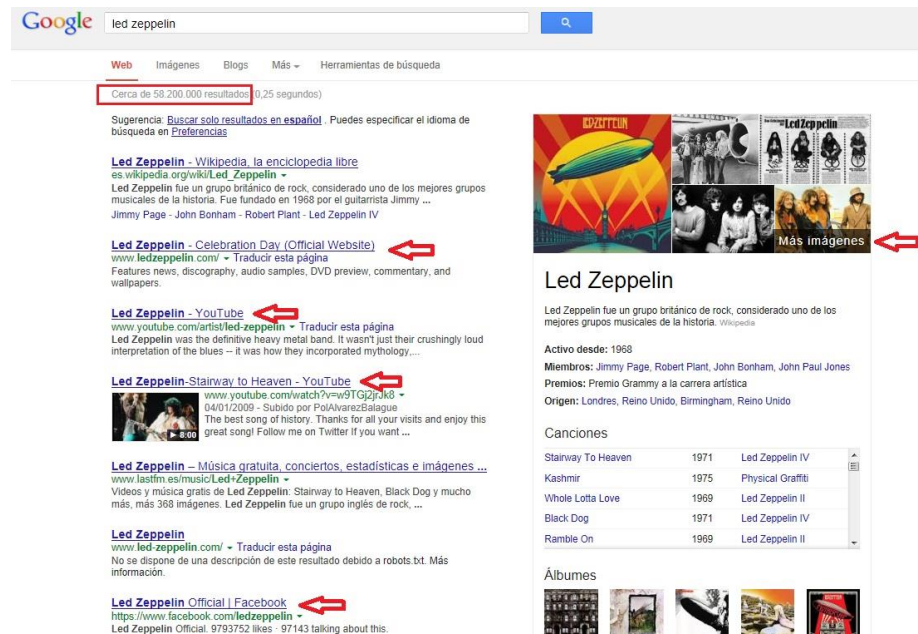 Google
led zeppelin
Web Imágenes Blogs Más Herramientas de búsqueda
Cerca de 58.200.000 resultados (0,25 segundos)
Sugerencia: Buscar solo resultados en español . Puedes especificar el idioma de
búsqueda en Preferencias
Led Zeppelin - Wikipedia, la enciclopedia libre
es.wikipedia.org/wiki/Led_Zeppelin
Led Zeppelin fue un grupo británico de rock, considerado uno de los mejores grupos
musicales de la historia. Fue fundado en 1968 por el guitarrista Jimmy ...
Jimmy Page - John Bonham - Robert Plant - Led Zeppelin IV
Led Zeppelin - Celebration Day (Official Website)
www.ledzeppelin.com/ Traducir esta página
Features news, discography, audio samples, DVD preview, commentary, and
wallpapers.
Led Zeppelin - YouTube
www.youtube.com/artist/led-zeppelin Traducir esta página
Led Zeppelin was the definitive heavy metal band. It wasn't just their crushingly loud
interpretation of the blues -- it was how they incorporated mythology,...
Led Zeppelin-Stairway to Heaven - YouTube
www.youtube.com/watch?v=w9TGj2jrJk8
04/01/2009 - Subido por PolAlvarezBalague
The best song of history. Thanks for all your visits and enjoy this
great song! Follow me on Twitter If you want ...
8:00
Led Zeppelin – Música gratuita, conciertos, estadísticas e imágenes ...
www.lastfm.es/music/Led+Zeppelin
Videos y música gratis de Led Zeppelin: Stairway to Heaven, Black Dog y mucho
más, más 368 imágenes. Led Zeppelin fue un grupo inglés de rock, ...
Led Zeppelin
www.led-zeppelin.com/ Traducir esta página
No se dispone de una descripción de este resultado debido a robots.txt. Más
información.
Led Zeppelin Official | Facebook
https://www.facebook.com/ledzeppelin
Led Zeppelin Official. 9793752 likes · 97143 talking about this.
LED ZEPPELIN
Led Zeppelin
Más imágenes
Led Zeppelin
Led Zeppelin fue un grupo británico de rock, considerado uno de los
mejores grupos musicales de la historia. Wikipedia
Activo desde: 1968
Miembros: Jimmy Page, Robert Plant, John Bonham, John Paul Jones
Premios: Premio Grammy a la carrera artística
Origen: Londres, Reino Unido, Birmingham, Reino Unido
Canciones
Stairway To Heaven 1971 Led Zeppelin IV
Kashmir 1975 Physical Graffiti
Whole Lotta Love 1969 Led Zeppelin II
Black Dog 1971 Led Zeppelin IV
Ramble On 1969 Led Zeppelin II
Álbumes